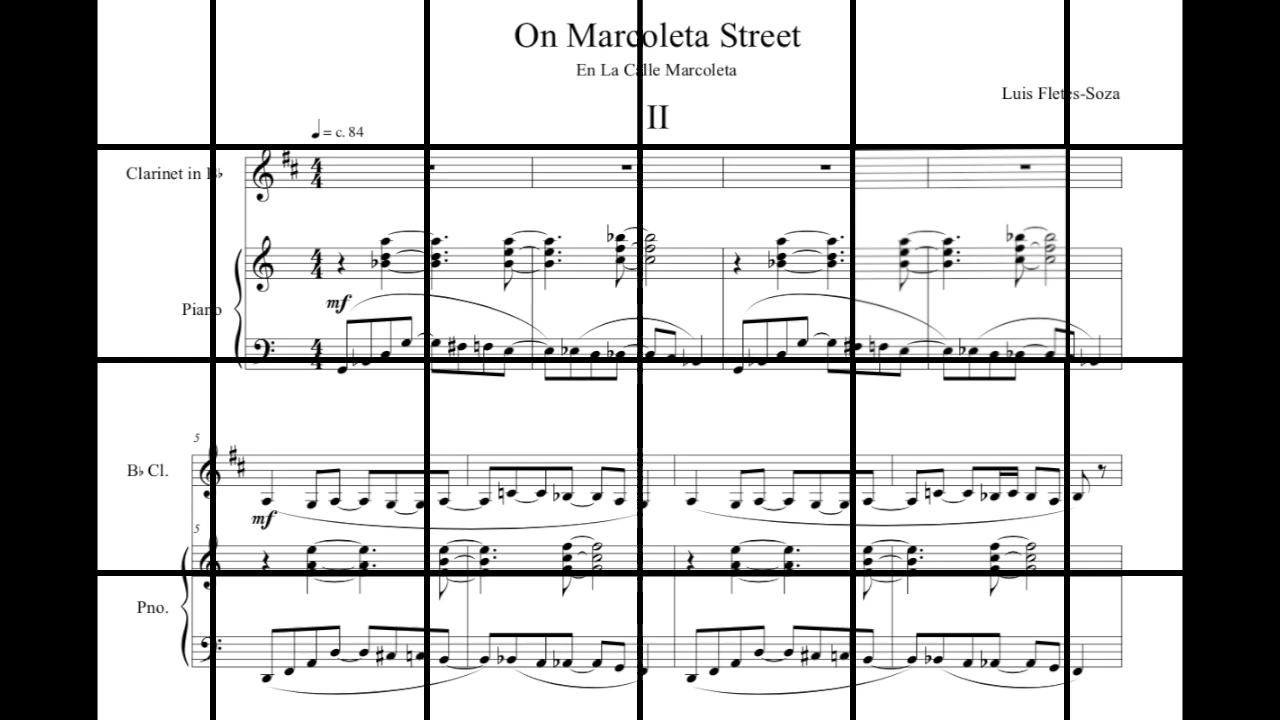 On Marcoleta Street
En La Calle Marcoleta
Luis Fletes-Soza
II
♩ = c. 84
Clarinet in B♭
Piano
mf
5
B♭ Cl.
mf
5
Pno.